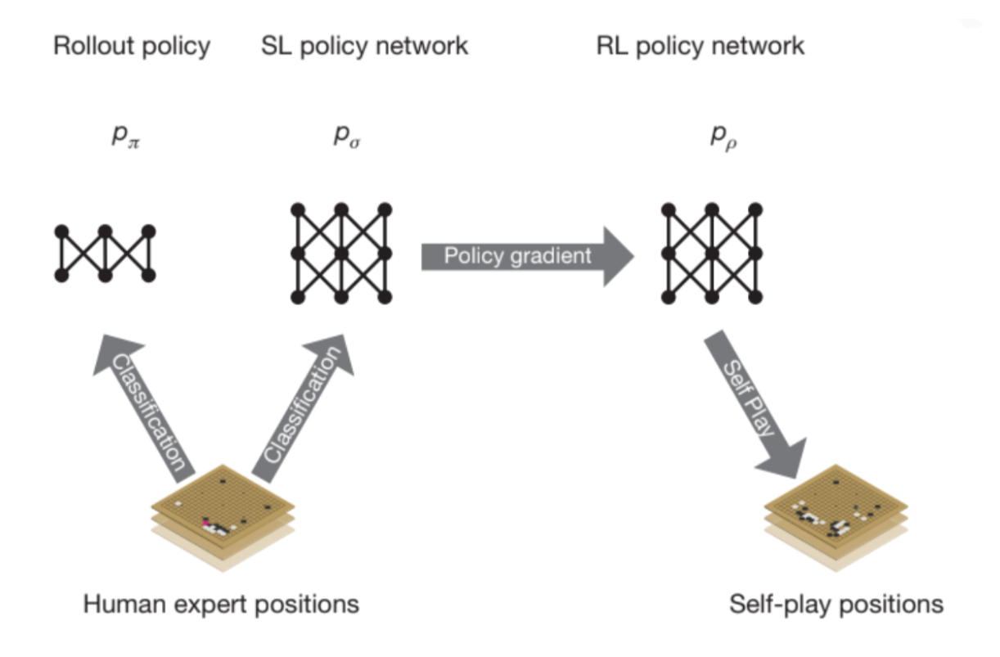 Rollout policy
SL policy network
RL policy network
pπ
pσ
pρ
Policy gradient
Classification
Classification
Self Play
Human expert positions
Self-play positions